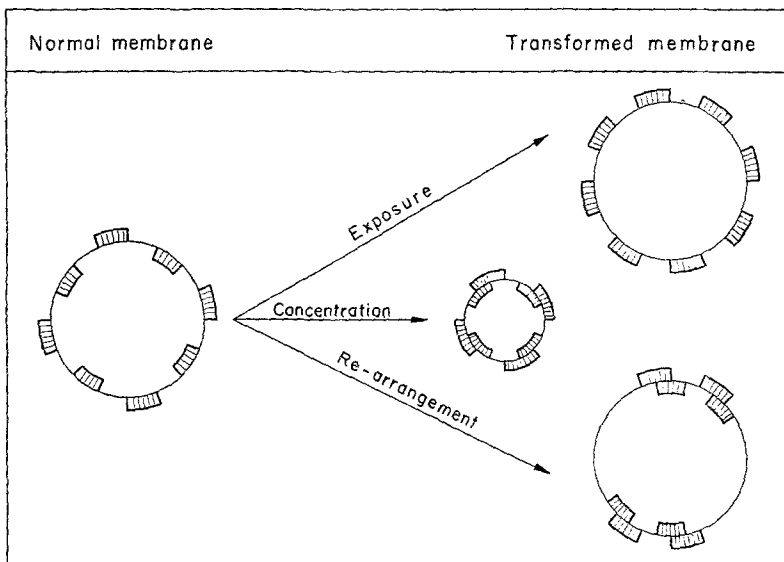 Normal membrane
Transformed membrane
Exposure
Concentration
Re-arrangement